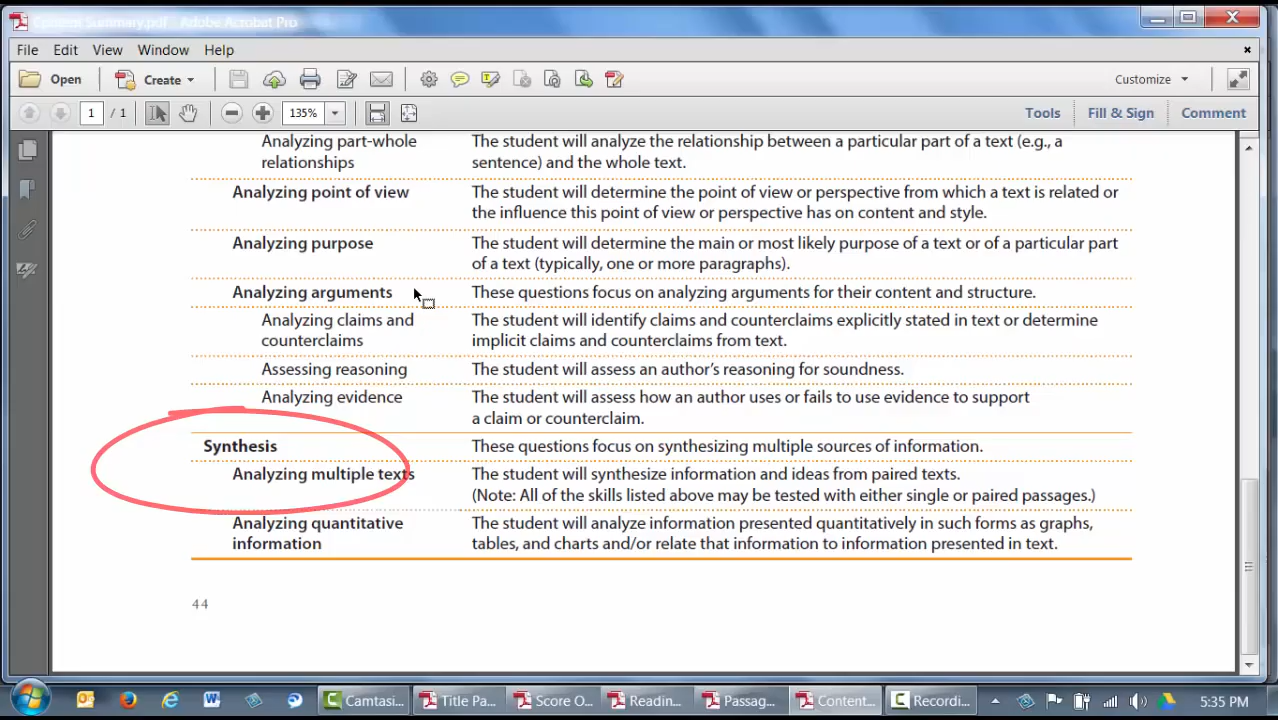 Content Summary.pdf - Adobe Acrobat Pro
File Edit View Window Help
Open Create Customize
1 / 1 135% Tools Fill & Sign Comment
Analyzing part-whole The student will analyze the relationship between a particular part of a text (e.g., a
relationships sentence) and the whole text.
Analyzing point of view The student will determine the point of view or perspective from which a text is related or
the influence this point of view or perspective has on content and style.
Analyzing purpose The student will determine the main or most likely purpose of a text or of a particular part
of a text (typically, one or more paragraphs).
Analyzing arguments These questions focus on analyzing arguments for their content and structure.
Analyzing claims and The student will identify claims and counterclaims explicitly stated in text or determine
counterclaims implicit claims and counterclaims from text.
Assessing reasoning The student will assess an author's reasoning for soundness.
Analyzing evidence The student will assess how an author uses or fails to use evidence to support
a claim or counterclaim.
Synthesis These questions focus on synthesizing multiple sources of information.
Analyzing multiple texts The student will synthesize information and ideas from paired texts.
(Note: All of the skills listed above may be tested with either single or paired passages.)
Analyzing quantitative The student will analyze information presented quantitatively in such forms as graphs,
information tables, and charts and/or relate that information to information presented in text.
44
Camtasi... Title Pa... Score O... Readin... Passag... Content... Recordi... 5:35 PM